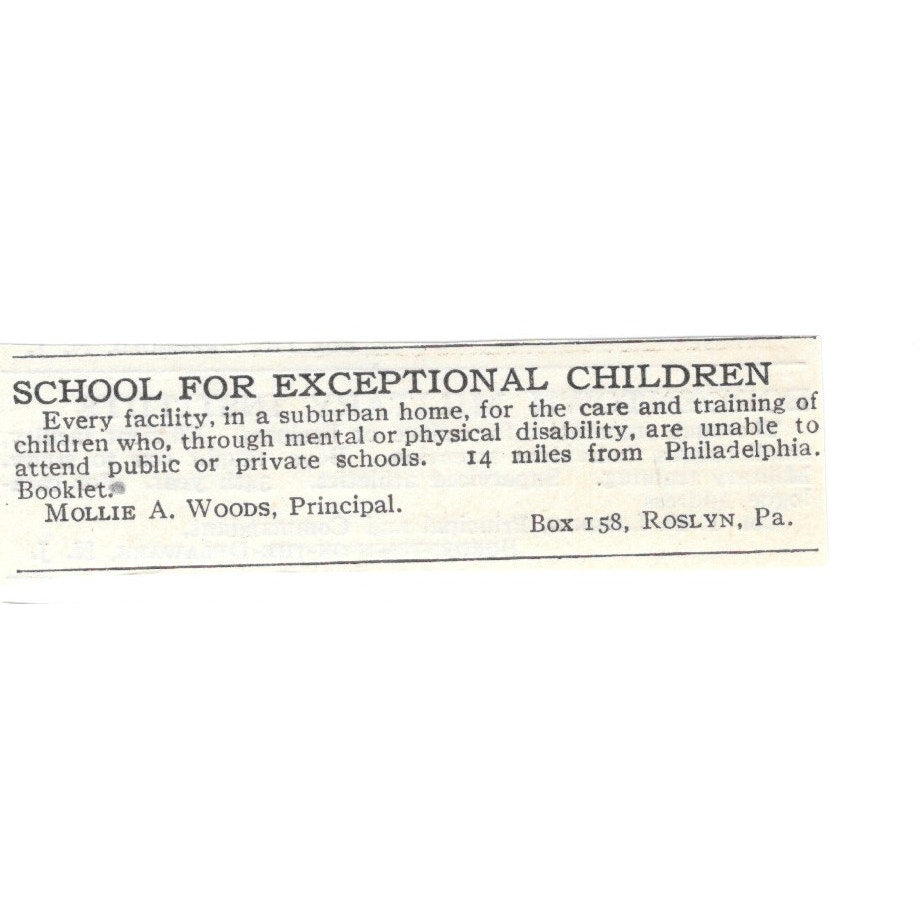 SCHOOL FOR EXCEPTIONAL CHILDREN
Every facility, in a suburban home, for the care and training of
children who, through mental or physical disability, are unable to
attend public or private schools. 14 miles from Philadelphia.
Booklet.
MOLLIE A. WOODS, Principal.
Box 158, ROSLYN, Pa.